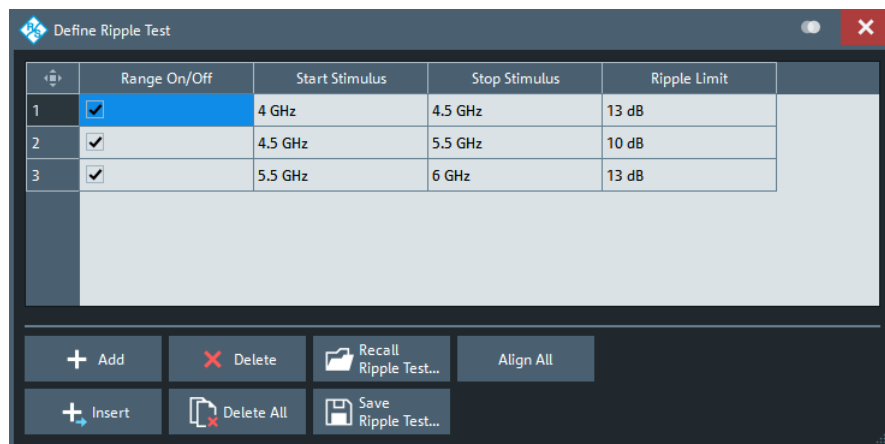 Define Ripple Test
Range On/Off Start Stimulus Stop Stimulus Ripple Limit
1 4 GHz 4.5 GHz 13 dB
2 4.5 GHz 5.5 GHz 10 dB
3 5.5 GHz 6 GHz 13 dB
Add
Delete
Recall
Ripple Test...
Align All
Insert
Delete All
Save
Ripple Test...